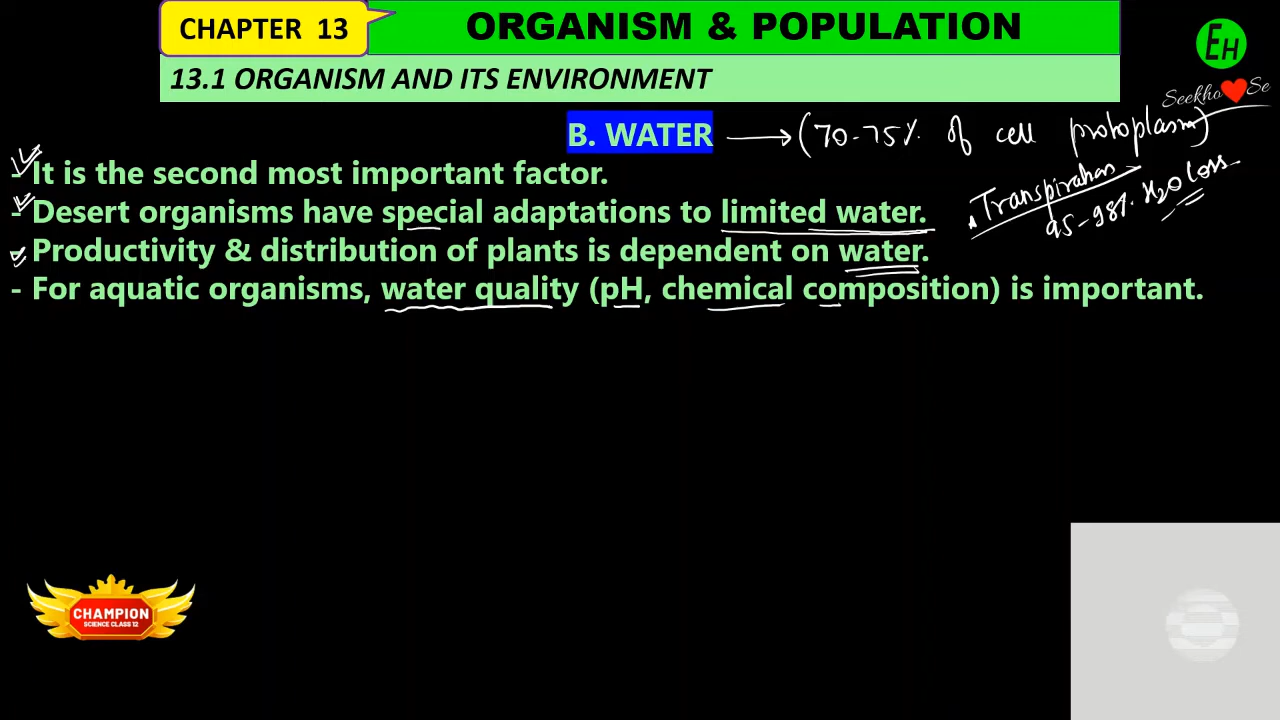 CHAPTER 13
ORGANISM & POPULATION
EH
13.1 ORGANISM AND ITS ENVIRONMENT
Seekho❤️Se
B. WATER → (70-75% of cell protoplasm)
- It is the second most important factor.
Transpiration
95-98% H2O Loss
- Desert organisms have special adaptations to limited water.
- Productivity & distribution of plants is dependent on water.
- For aquatic organisms, water quality (pH, chemical composition) is important.
CHAMPION
SCIENCE CLASS 12